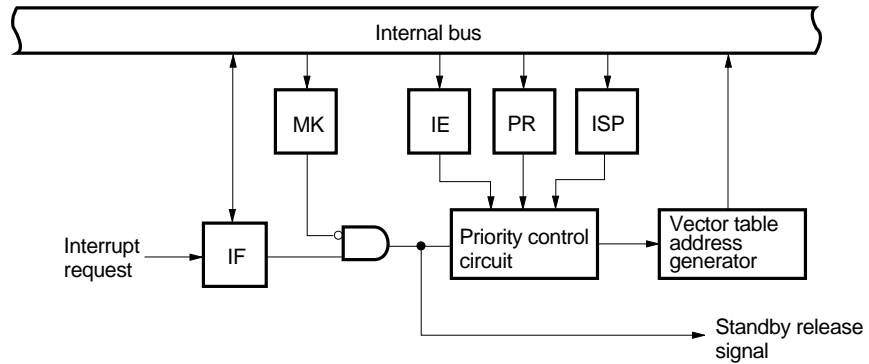 Internal bus
MK
IE
PR
ISP
Interrupt
request
IF
Priority control
circuit
Vector table
address
generator
Standby release
signal